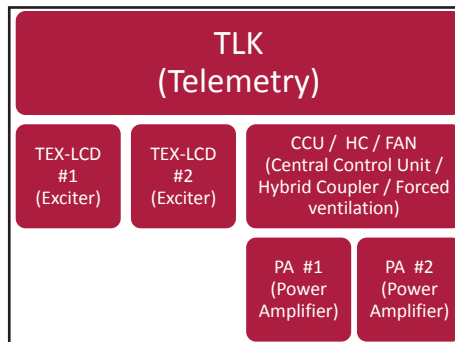 TLK
(Telemetry)
TEX-LCD
#1
(Exciter)
TEX-LCD
#2
(Exciter)
CCU / HC / FAN
(Central Control Unit /
Hybrid Coupler / Forced
ventilation)
PA #1
(Power
Amplifier)
PA #2
(Power
Amplifier)